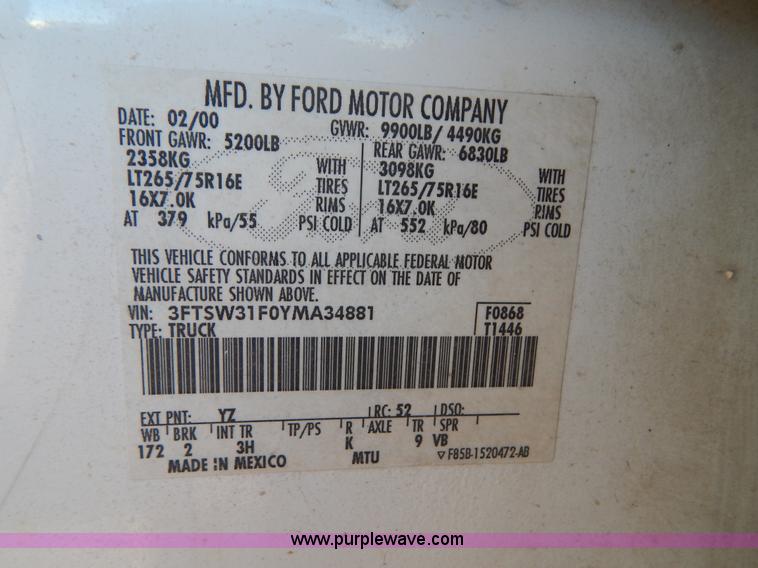 MFD. BY FORD MOTOR COMPANY
DATE: 02/00 GVWR: 9900LB/ 4490KG
FRONT GAWR: 5200LB REAR GAWR: 6830LB
2358KG WITH 3098KG WITH
LT265/75R16E TIRES LT265/75R16E TIRES
16X7.0K RIMS 16X7.0K RIMS
AT 379 kPa/55 PSI COLD AT 552 kPa/80 PSI COLD
THIS VEHICLE CONFORMS TO ALL APPLICABLE FEDERAL MOTOR
VEHICLE SAFETY STANDARDS IN EFFECT ON THE DATE OF
MANUFACTURE SHOWN ABOVE.
VIN: 3FTSW31F0YMA34881 F0868
TYPE: TRUCK T1446
EXT PNT: YZ RC: 52 DSO:
WB BRK INT TR TP/PS R AXLE TR SPR
172 2 3H K 9 VB
MADE IN MEXICO MTU ▽F85B-1520472-AB
www.purplewave.com